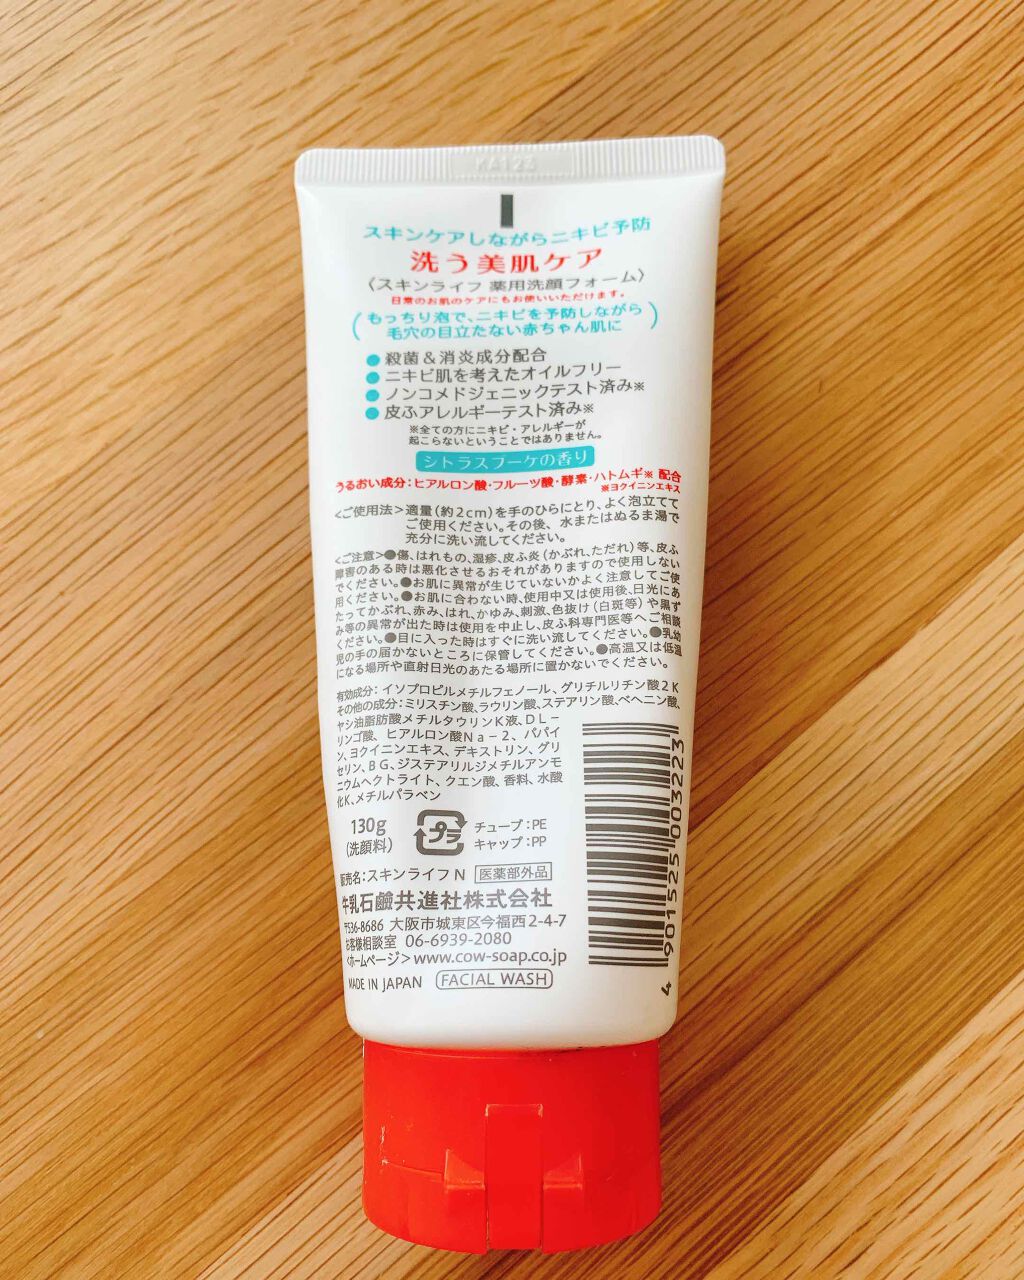 KA123
スキンケアしながらニキビ予防
洗う美肌ケア
〈スキンライフ 薬用洗顔フォーム〉
日常のお肌のケアにもお使いいただけます。
(もっちり泡で、ニキビを予防しながら
毛穴の目立たない赤ちゃん肌に)
●殺菌&消炎成分配合
●ニキビ肌を考えたオイルフリー
●ノンコメドジェニックテスト済み※
●皮ふアレルギーテスト済み※
※全ての方にニキビ・アレルギーが
起こらないということではありません。
シトラスブーケの香り
うるおい成分:ヒアルロン酸・フルーツ酸・酵素・ハトムギ※ 配合
※ヨクイニンエキス
<ご使用法>適量(約2cm)を手のひらにとり、よく泡立てて
ご使用ください。その後、水またはぬるま湯で
充分に洗い流してください。
<ご注意>●傷、はれもの、湿疹、皮ふ炎(かぶれ、ただれ)等、皮ふ
障害のある時は悪化させるおそれがありますので使用しない
でください。●お肌に異常が生じていないかよく注意してご使
用ください。●お肌に合わない時、使用中又は使用後、日光にあ
たってかぶれ、赤み、はれ、かゆみ、刺激、色抜け(白斑等)や黒ず
み等の異常が出た時は使用を中止し、皮ふ科専門医等へご相談
ください。●目に入った時はすぐに洗い流してください。●乳幼
児の手の届かないところに保管してください。●高温又は低温
になる場所や直射日光のあたる場所に置かないでください。
有効成分:イソプロピルメチルフェノール、グリチルリチン酸2K
その他の成分:ミリスチン酸、ラウリン酸、ステアリン酸、ベヘニン酸、
ヤシ油脂肪酸メチルタウリンK液、DL-
リンゴ酸、ヒアルロン酸Na-2、パパイ
ン、ヨクイニンエキス、デキストリン、グリ
セリン、BG、ジステアリルジメチルアンモ
ニウムヘクトライト、クエン酸、香料、水酸
化K、メチルパラベン
130g
(洗顔料)
プラ
チューブ:PE
キャップ:PP
販売名:スキンライフN 医薬部外品
牛乳石鹼共進社株式会社
〒536-8686 大阪市城東区今福西2-4-7
お客様相談室 06-6939-2080
<ホームページ>www.cow-soap.co.jp
MADE IN JAPAN FACIAL WASH
4 901525 003223